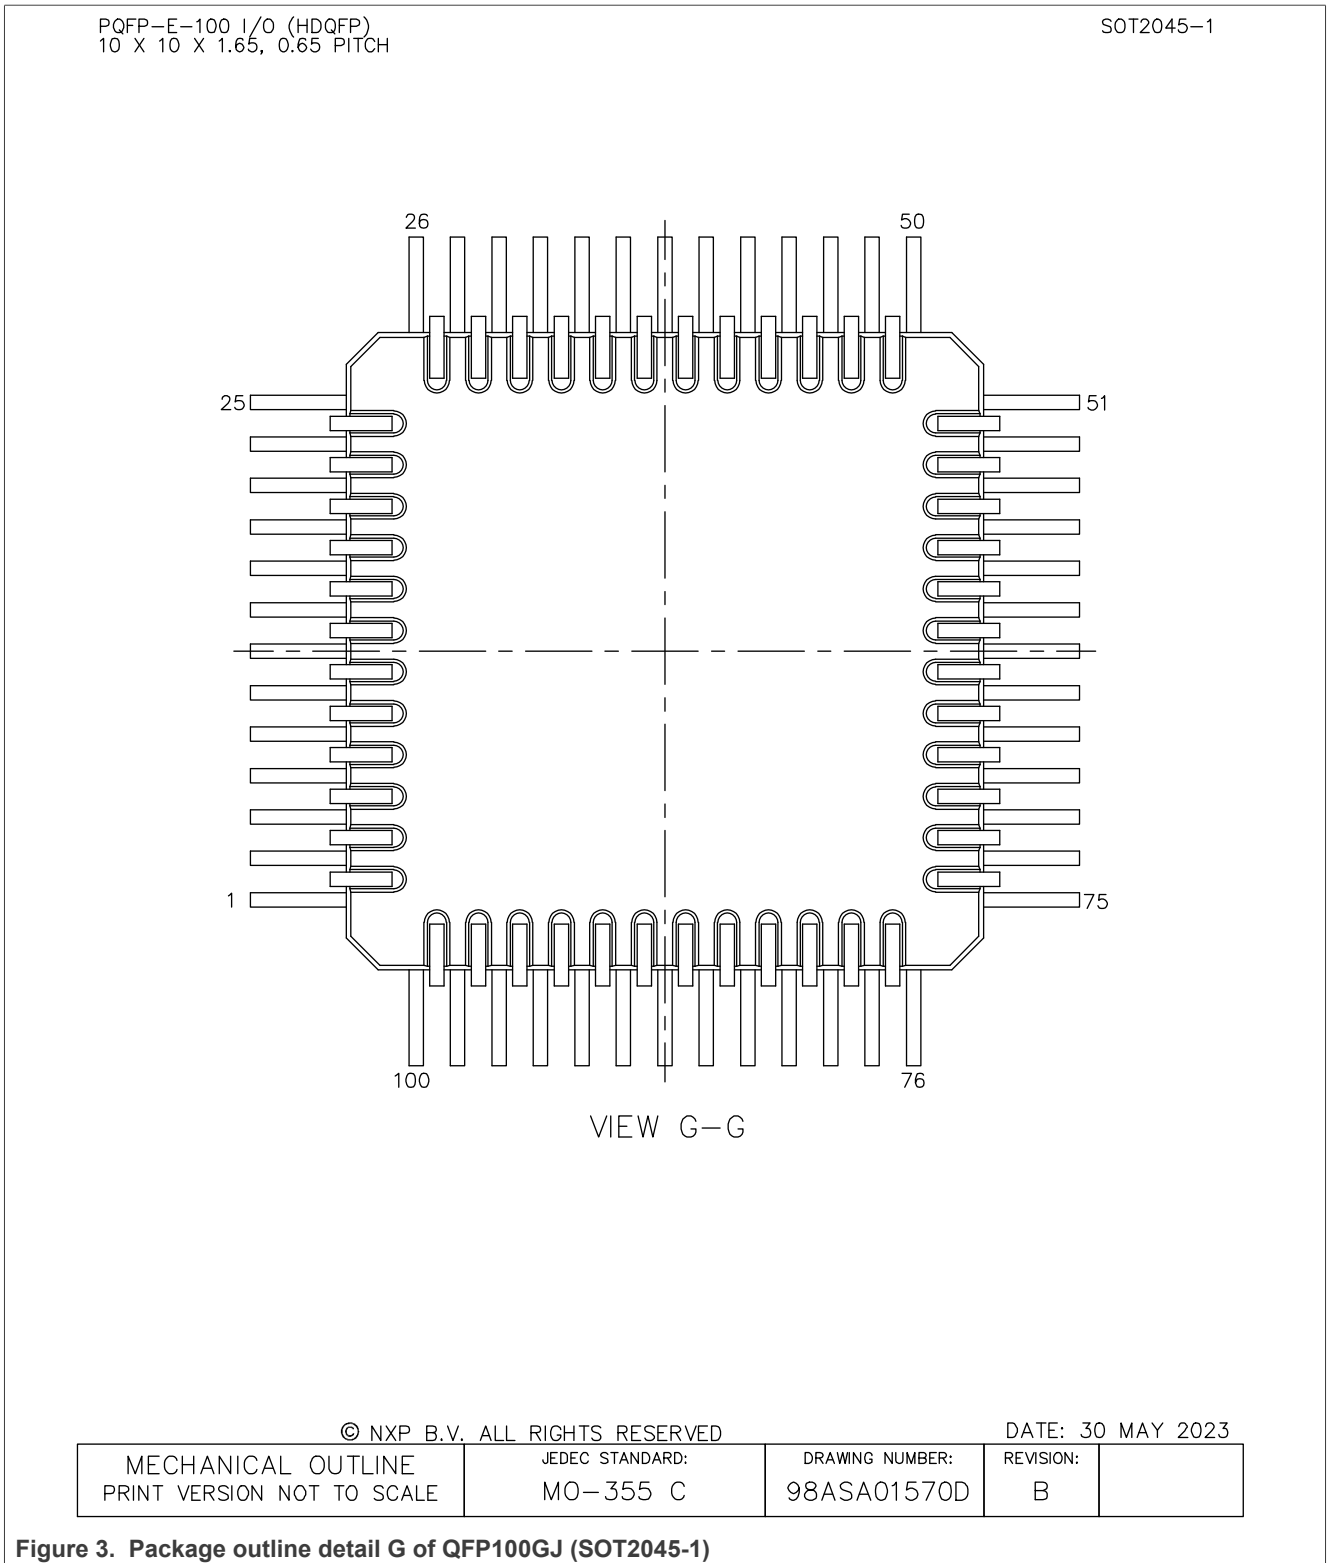 PQFP-E-100 I/O (HDQFP)
10 X 10 X 1.65, 0.65 PITCH
SOT2045-1
26
50
25
51
1
75
100
76
VIEW G-G
© NXP B.V. ALL RIGHTS RESERVED
DATE: 30 MAY 2023
MECHANICAL OUTLINE
PRINT VERSION NOT TO SCALE
JEDEC STANDARD:
MO-355 C
DRAWING NUMBER:
98ASA01570D
REVISION:
B
Figure 3. Package outline detail G of QFP100GJ (SOT2045-1)